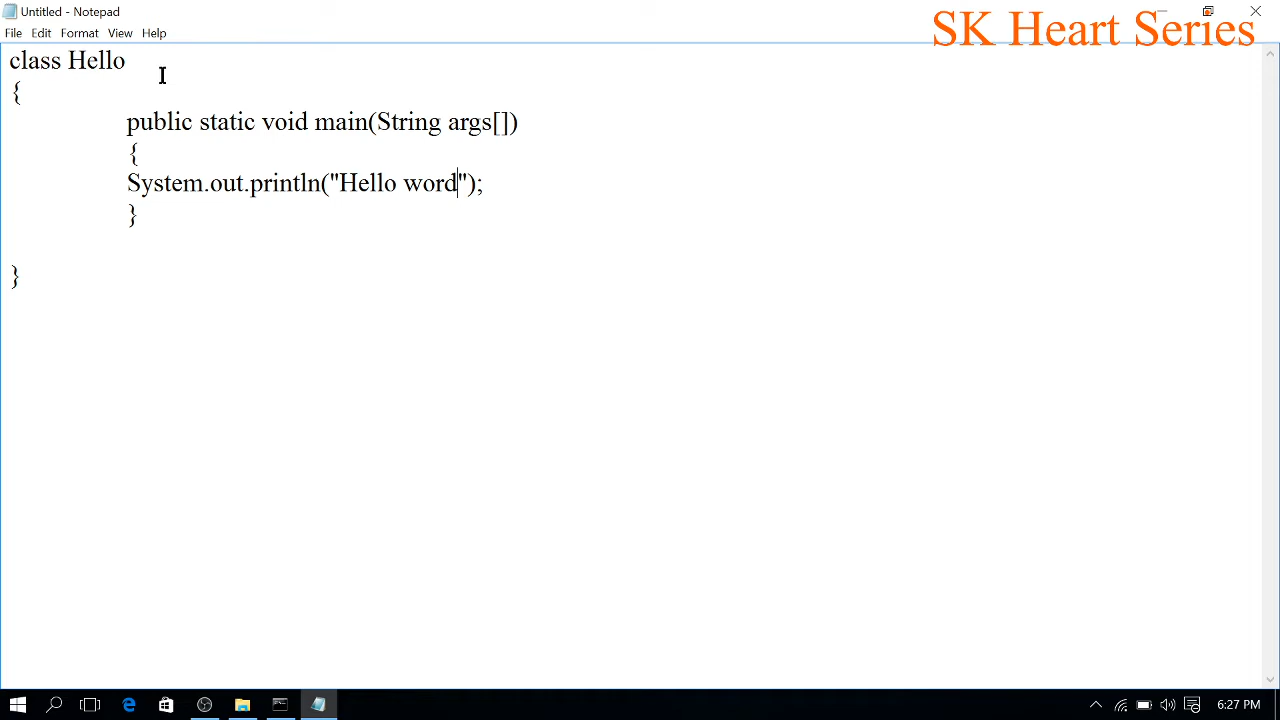 Untitled - Notepad
SK Heart Series
File Edit Format View Help
class Hello
{
public static void main(String args[])
{
System.out.println("Hello word");
}
}
6:27 PM